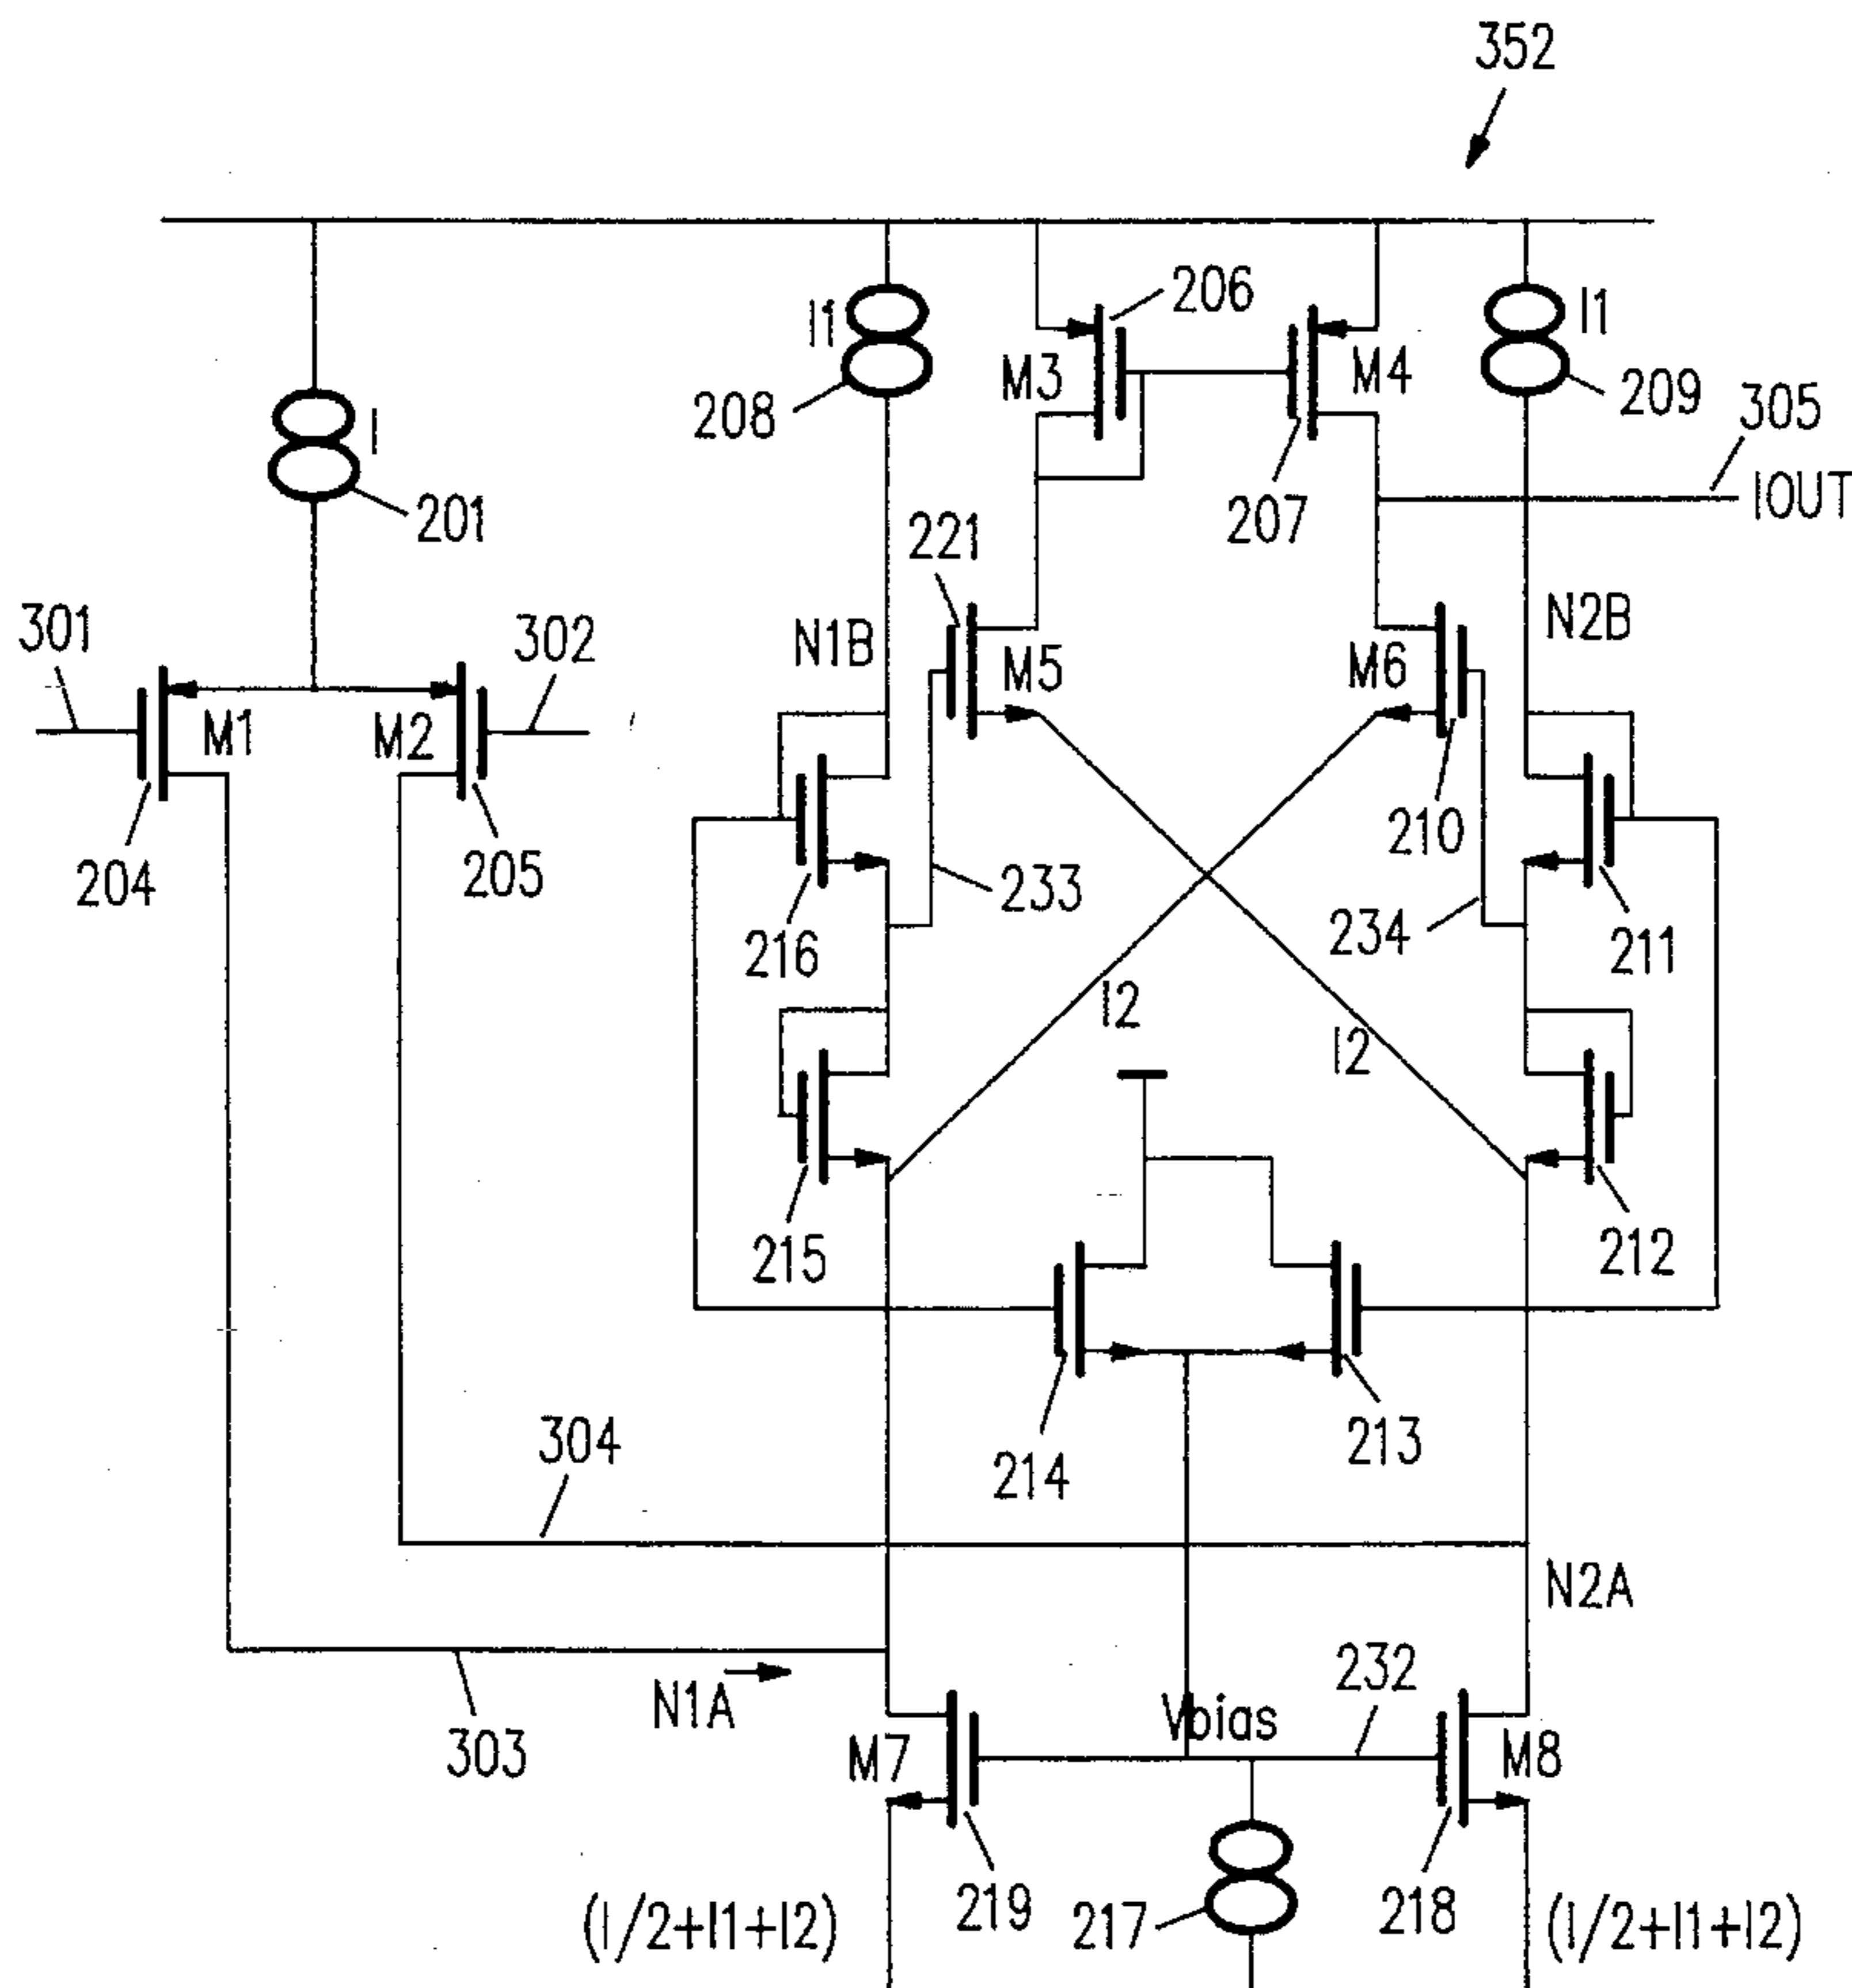 352
206
I1
I1
M3
M4
208
209
305
I
IOUT
201
221
207
301
302
N1B
N2B
M5
M6
M1
M2
210
204
205
233
234
216
211
I2
I2
215
212
304
214
213
N2A
232
N1A
Vbias
303
M7
M8
219
217
218
(I/2+I1+I2)
(I/2+I1+I2)